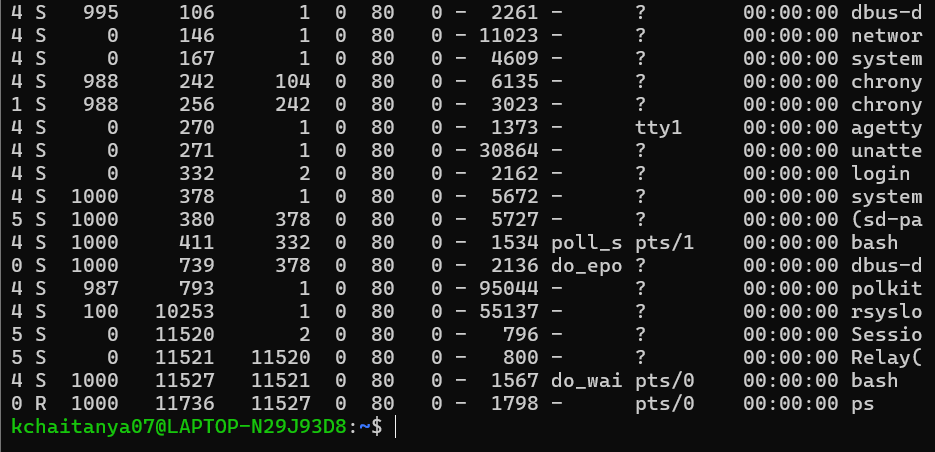 4 S   995     106       1  0  80   0 -  2261 -      ?        00:00:00 dbus-d
4 S     0     146       1  0  80   0 - 11023 -      ?        00:00:00 networ
4 S     0     167       1  0  80   0 -  4609 -      ?        00:00:00 system
4 S   988     242     104  0  80   0 -  6135 -      ?        00:00:00 chrony
1 S   988     256     242  0  80   0 -  3023 -      ?        00:00:00 chrony
4 S     0     270       1  0  80   0 -  1373 -      tty1     00:00:00 agetty
4 S     0     271       1  0  80   0 - 30864 -      ?        00:00:00 unatte
4 S     0     332       2  0  80   0 -  2162 -      ?        00:00:00 login
4 S  1000     378       1  0  80   0 -  5672 -      ?        00:00:00 system
5 S  1000     380     378  0  80   0 -  5727 -      ?        00:00:00 (sd-pa
4 S  1000     411     332  0  80   0 -  1534 poll_s pts/1    00:00:00 bash
0 S  1000     739     378  0  80   0 -  2136 do_epo ?        00:00:00 dbus-d
4 S   987     793       1  0  80   0 - 95044 -      ?        00:00:00 polkit
4 S   100   10253       1  0  80   0 - 55137 -      ?        00:00:00 rsyslo
5 S     0   11520       2  0  80   0 -   796 -      ?        00:00:00 Sessio
5 S     0   11521   11520  0  80   0 -   800 -      ?        00:00:00 Relay(
4 S  1000   11527   11521  0  80   0 -  1567 do_wai pts/0    00:00:00 bash
0 R  1000   11736   11527  0  80   0 -  1798 -      pts/0    00:00:00 ps
kchaitanya07@LAPTOP-N29J93D8:~$